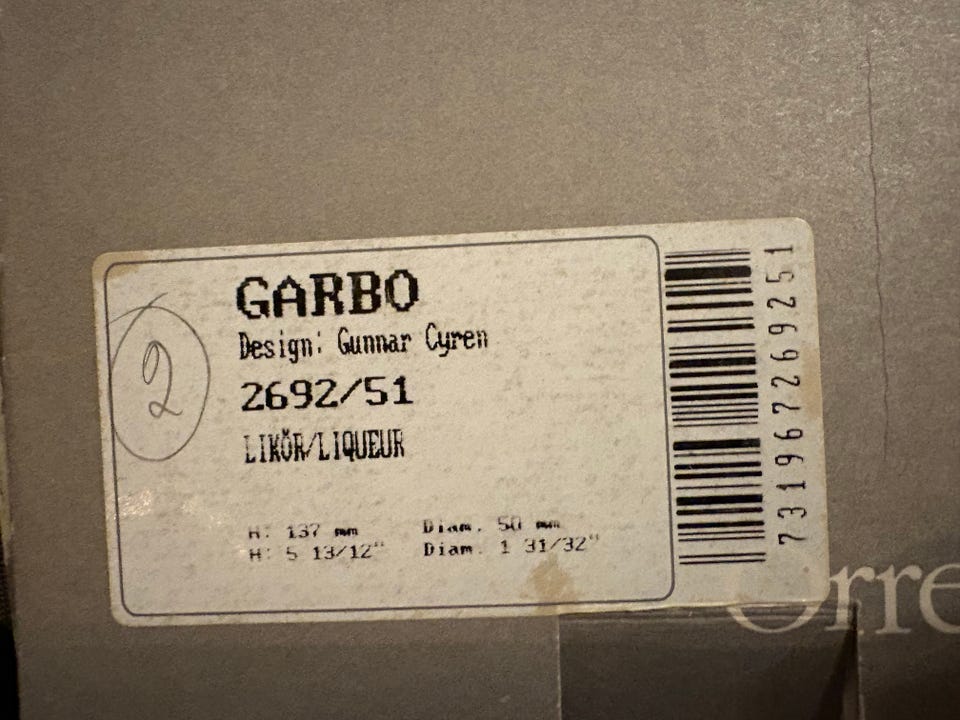 GARBO
Design: Gunnar Cyren
2692/51
LIKÖR/LIQUEUR
H: 137 mm Diam. 50 mm
H: 5 13/12" Diam. 1 31/32"
2
731967269251
Orre